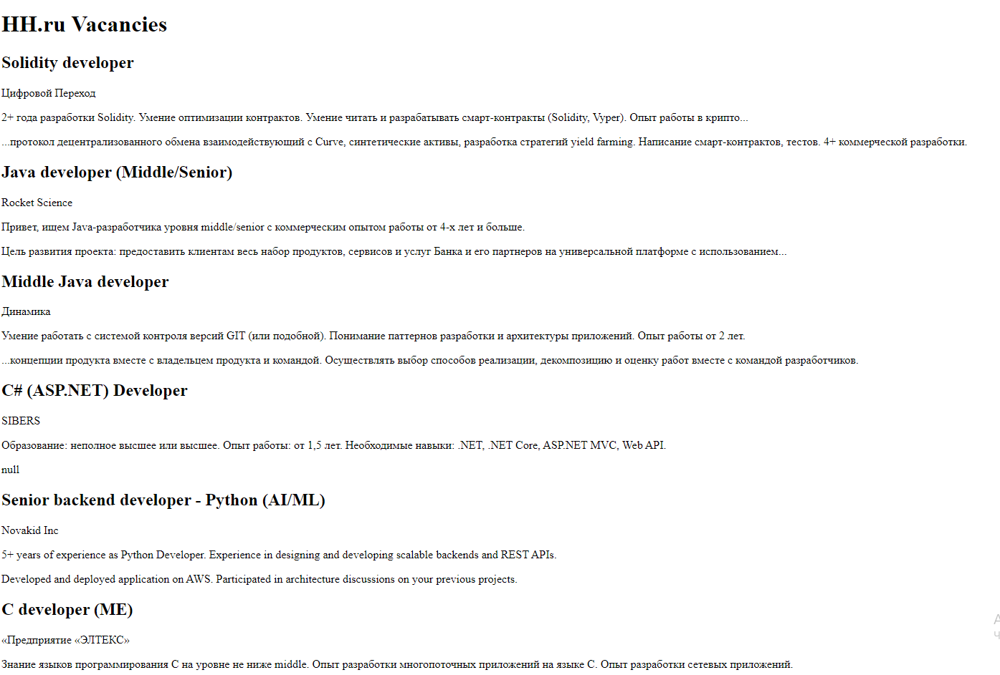 HH.ru Vacancies
Solidity developer
Цифровой Переход
2+ года разработки Solidity. Умение оптимизации контрактов. Умение читать и разрабатывать смарт-контракты (Solidity, Vyper). Опыт работы в крипто...
...протокол децентрализованного обмена взаимодействующий с Curve, синтетические активы, разработка стратегий yield farming. Написание смарт-контрактов, тестов. 4+ коммерческой разработки.
Java developer (Middle/Senior)
Rocket Science
Привет, ищем Java-разработчика уровня middle/senior с коммерческим опытом работы от 4-х лет и больше.
Цель развития проекта: предоставить клиентам весь набор продуктов, сервисов и услуг Банка и его партнеров на универсальной платформе с использованием...
Middle Java developer
Динамика
Умение работать с системой контроля версий GIT (или подобной). Понимание паттернов разработки и архитектуры приложений. Опыт работы от 2 лет.
...концепции продукта вместе с владельцем продукта и командой. Осуществлять выбор способов реализации, декомпозицию и оценку работ вместе с командой разработчиков.
C# (ASP.NET) Developer
SIBERS
Образование: неполное высшее или высшее. Опыт работы: от 1,5 лет. Необходимые навыки: .NET, .NET Core, ASP.NET MVC, Web API.
null
Senior backend developer - Python (AI/ML)
Novakid Inc
5+ years of experience as Python Developer. Experience in designing and developing scalable backends and REST APIs.
Developed and deployed application on AWS. Participated in architecture discussions on your previous projects.
C developer (ME)
«Предприятие «ЭЛТЕКС»
Знание языков программирования С на уровне не ниже middle. Опыт разработки многопоточных приложений на языке С. Опыт разработки сетевых приложений.